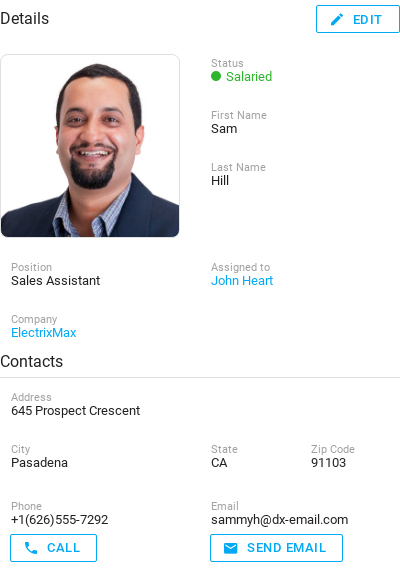 Details
EDIT
Status
Salaried
First Name
Sam
Last Name
Hill
Position
Sales Assistant
Assigned to
John Heart
Company
ElectrixMax
Contacts
Address
645 Prospect Crescent
City
Pasadena
State
CA
Zip Code
91103
Phone
+1(626)555-7292
CALL
Email
sammyh@dx-email.com
SEND EMAIL